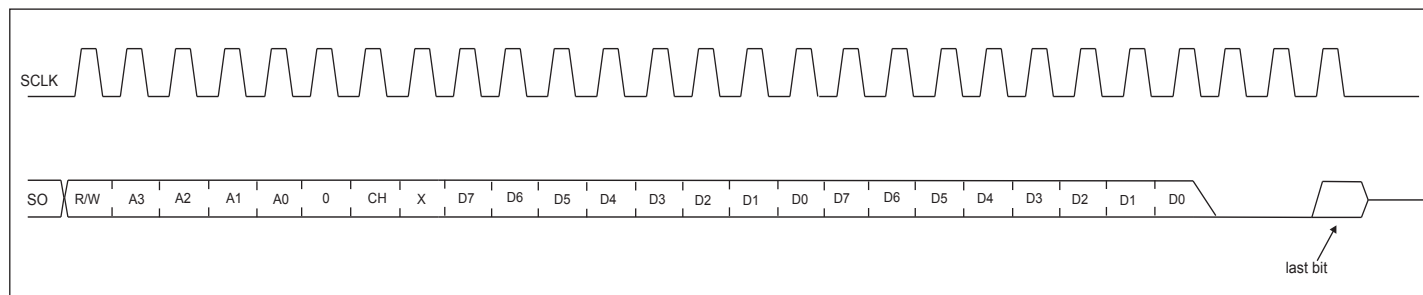 SCLK
SO R/W A3 A2 A1 A0 0 CH X D7 D6 D5 D4 D3 D2 D1 D0 D7 D6 D5 D4 D3 D2 D1 D0
last bit